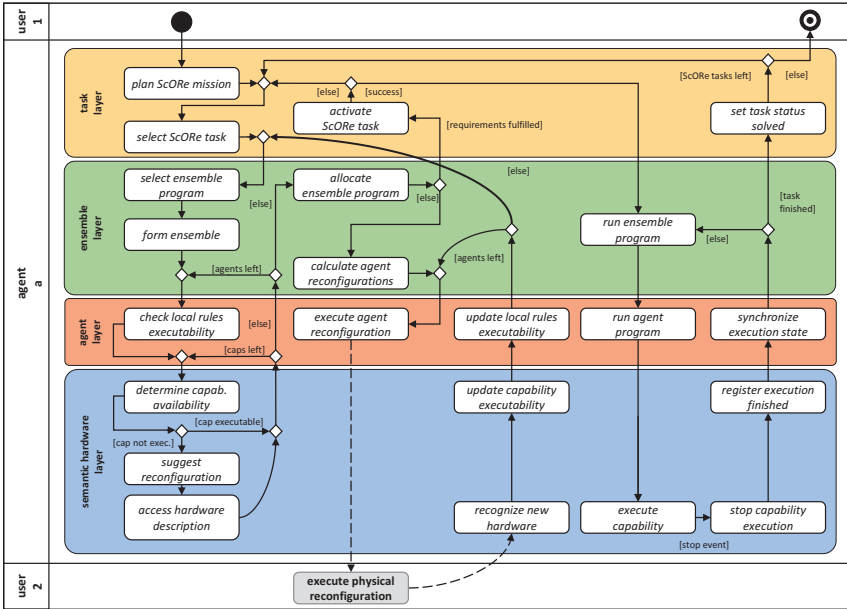 user
1
agent
a
user
2
task
layer
plan ScORe mission
select ScORe task
[else]
[success]
activate
ScORe task
[requirements fulfilled]
[ScORe tasks left]
[else]
set task status
solved
ensemble
layer
select ensemble
program
form ensemble
[else]
[agents left]
allocate
ensemble program
[else]
calculate agent
reconfigurations
[else]
[agents left]
run ensemble
program
[else]
[task
finished]
agent
layer
check local rules
executability
[else]
[caps left]
execute agent
reconfiguration
update local rules
executability
run agent
program
synchronize
execution state
semantic hardware
layer
determine capab.
availability
[cap executable]
[cap not exec.]
suggest
reconfiguration
access hardware
description
update capability
executability
recognize new
hardware
execute
capability
[stop event]
register execution
finished
stop capability
execution
execute physical
reconfiguration